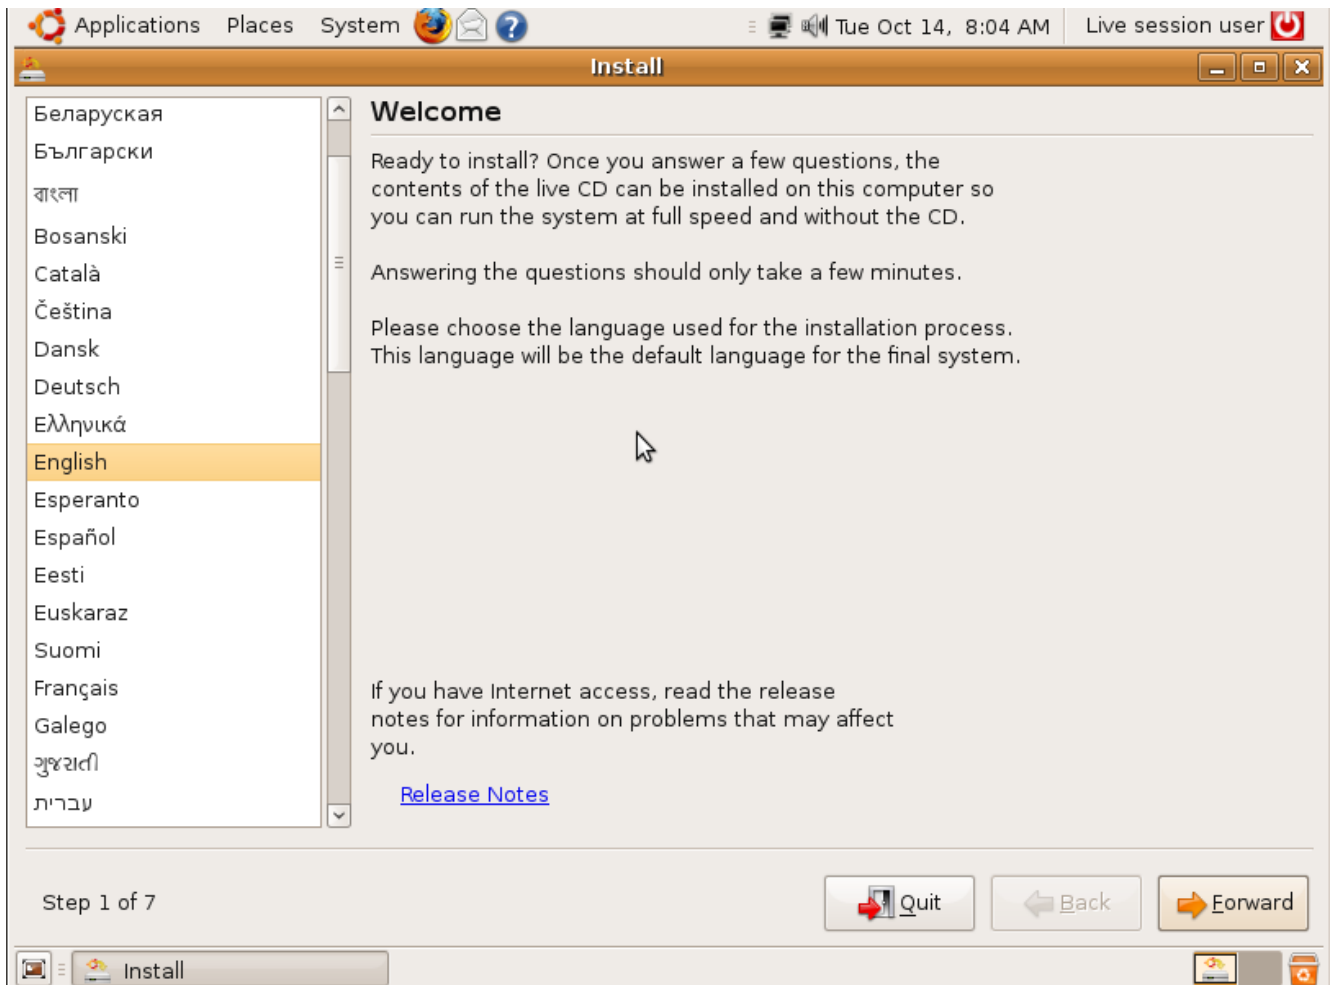 Applications Places System Tue Oct 14, 8:04 AM Live session user
Install
Беларуская
Български
বাংলা
Bosanski
Català
Čeština
Dansk
Deutsch
Ελληνικά
English
Esperanto
Español
Eesti
Euskaraz
Suomi
Français
Galego
ગુજરાતી
עברית
Welcome
Ready to install? Once you answer a few questions, the
contents of the live CD can be installed on this computer so
you can run the system at full speed and without the CD.
Answering the questions should only take a few minutes.
Please choose the language used for the installation process.
This language will be the default language for the final system.
If you have Internet access, read the release
notes for information on problems that may affect
you.
Release Notes
Step 1 of 7
Quit Back Forward
Install